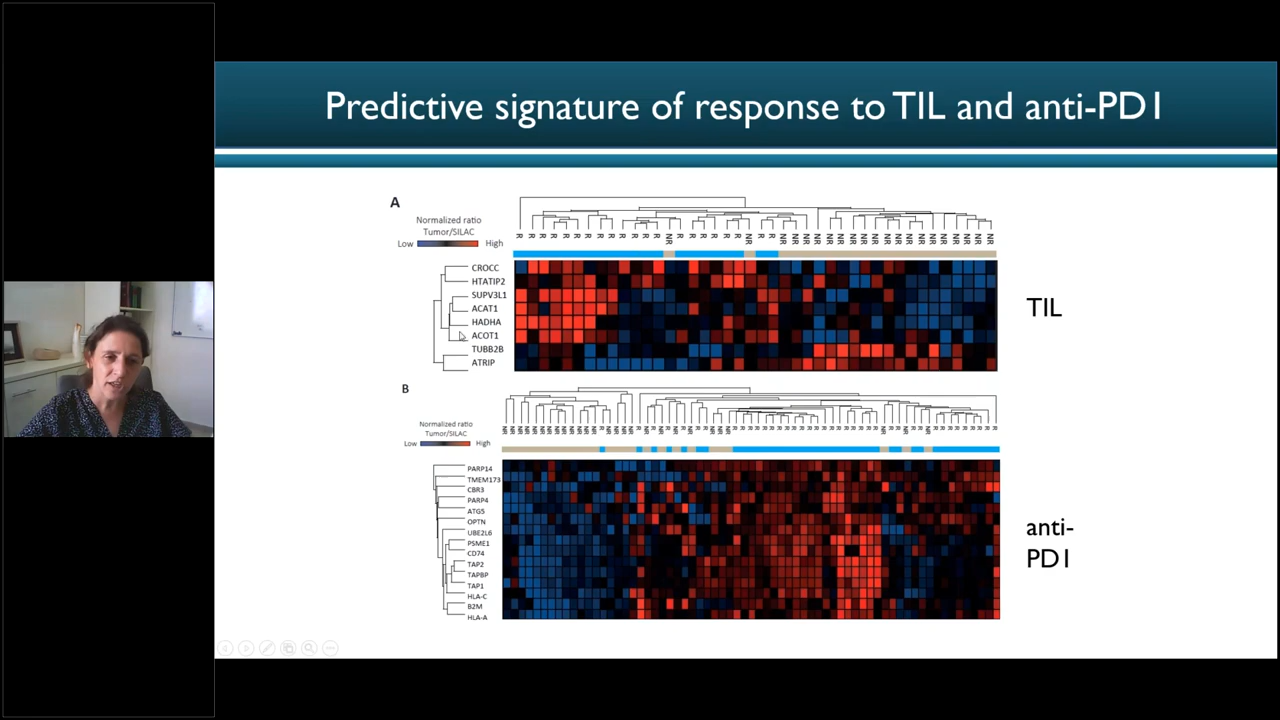 Predictive signature of response to TIL and anti-PD1
A
Normalized ratio
Tumor/SILAC
Low High
CROCC
HTATIP2
SUPV3L1
ACAT1
HADHA
ACOT1
TUBB2B
ATRIP
TIL
B
Normalized ratio
Tumor/SILAC
Low High
PARP14
TMEM173
CBR3
PARP4
ATG5
OPTN
UBE2L6
PSME1
CD74
TAP2
TAPBP
TAP1
HLA-C
B2M
HLA-A
anti-
PD1